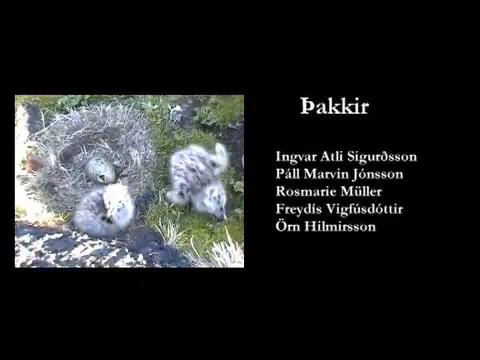 Þakkir
Ingvar Atli Sigurðsson
Páll Marvin Jónsson
Rosmarie Müller
Freydís Vigfúsdóttir
Örn Hilmirsson